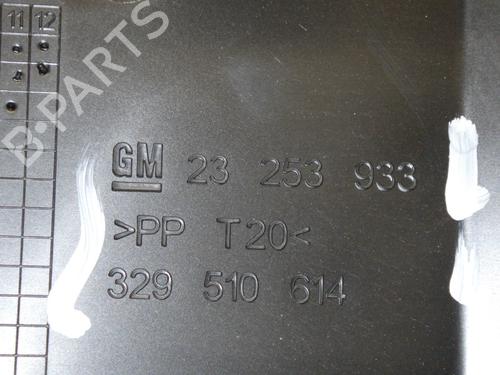 11 12
B-PARTS
GM 23 253 933
>PP T20<
329 510 614